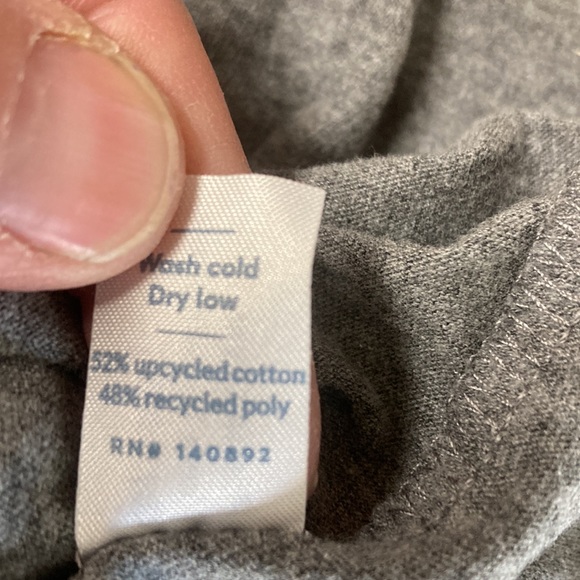 Wash cold
Dry low
52% upcycled cotton
48% recycled poly
RN# 140892